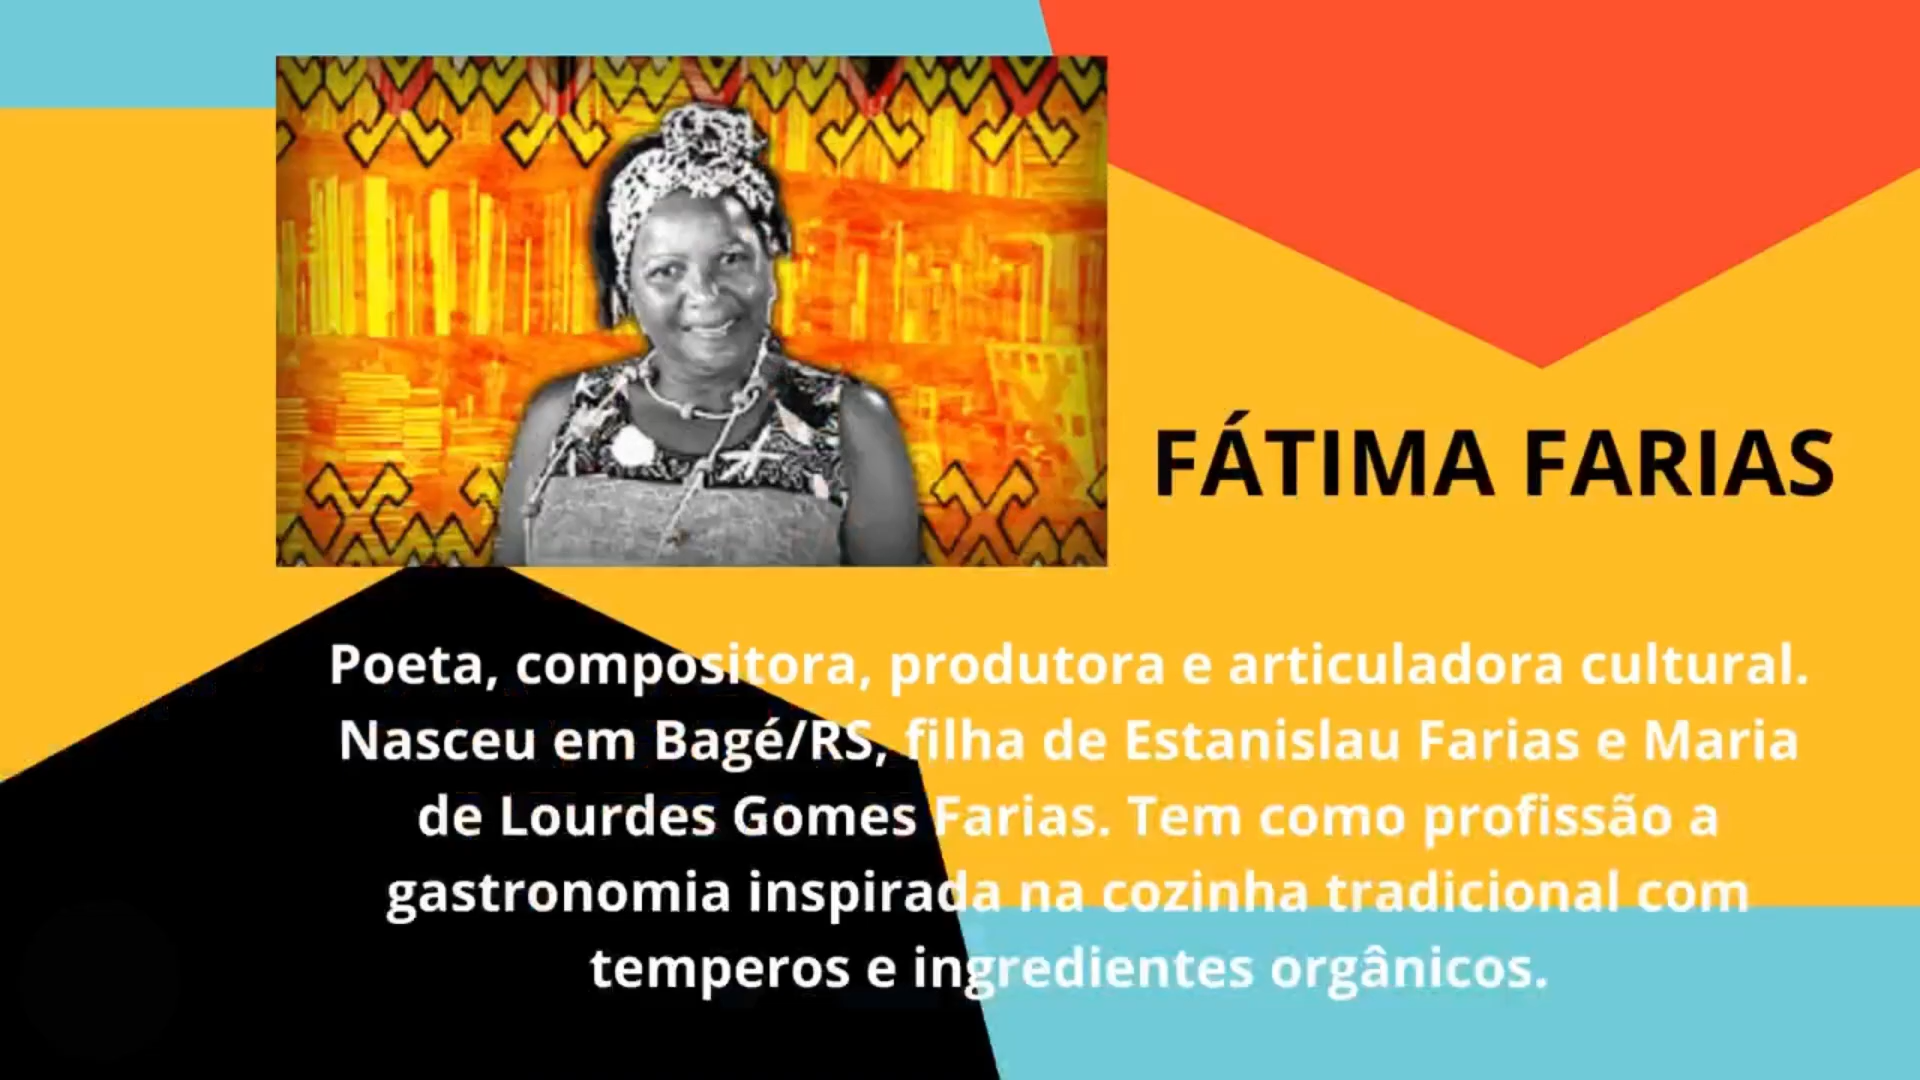 FÁTIMA FARIAS
Poeta, compositora, produtora e articuladora cultural.
Nasceu em Bagé/RS, filha de Estanislau Farias e Maria
de Lourdes Gomes Farias. Tem como profissão a
gastronomia inspirada na cozinha tradicional com
temperos e ingredientes orgânicos.